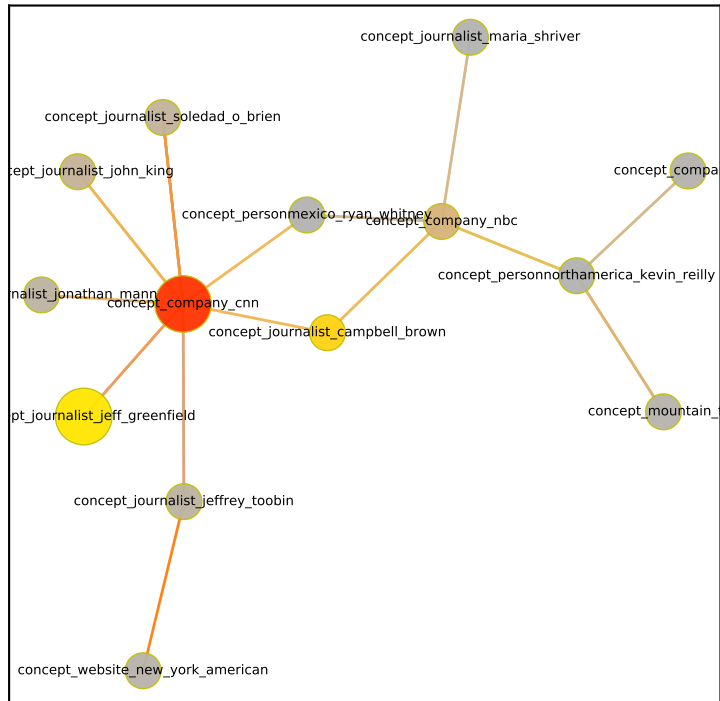 concept_journalist_maria_shriver
concept_journalist_soledad_o_brien
cept_journalist_john_king
concept_compa
concept_personmexico_ryan_whitney
concept_company_nbc
concept_personnorthamerica_kevin_reilly
rnalist_jonathan_mann
concept_company_cnn
concept_journalist_campbell_brown
pt_journalist_jeff_greenfield
concept_mountain_
concept_journalist_jeffrey_toobin
concept_website_new_york_american